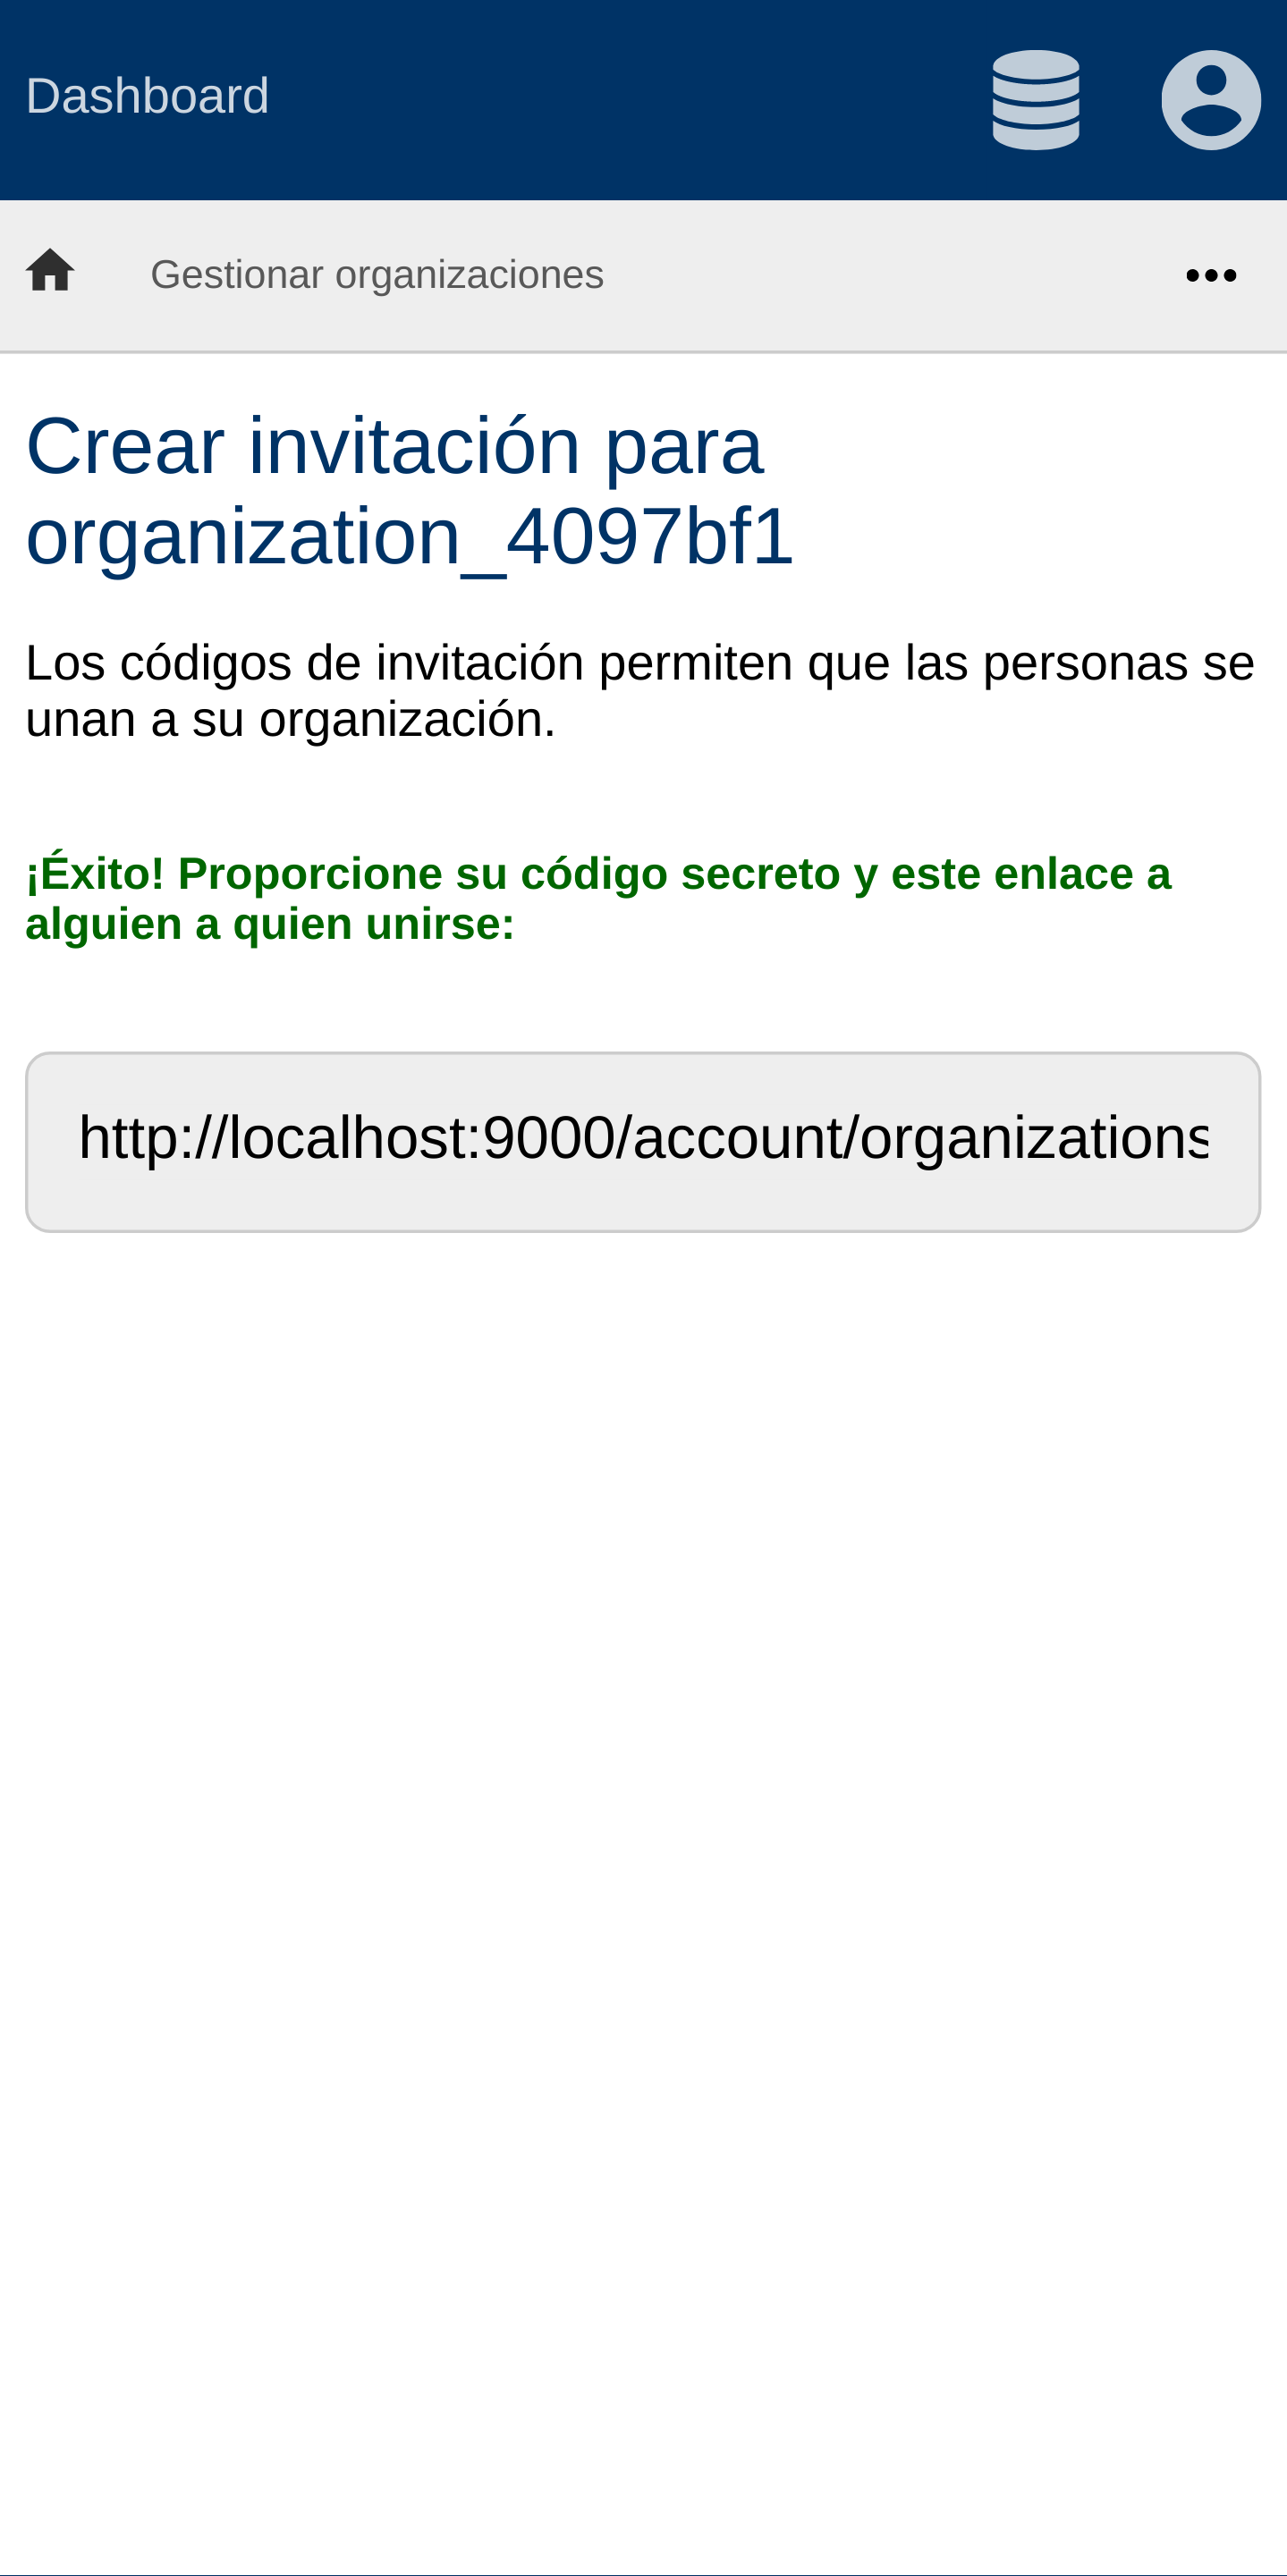 Dashboard
Gestionar organizaciones
Crear invitación para
organization_4097bf1
Los códigos de invitación permiten que las personas se
unan a su organización.
¡Éxito! Proporcione su código secreto y este enlace a
alguien a quien unirse:
http://localhost:9000/account/organizations